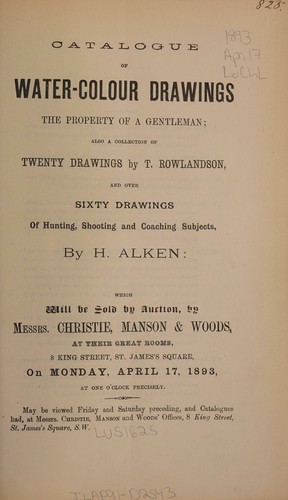 825.
1893
Apr. 17
LoChL
CATALOGUE
OF
WATER-COLOUR DRAWINGS
THE PROPERTY OF A GENTLEMAN;
ALSO A COLLECTION OF
TWENTY DRAWINGS by T. ROWLANDSON,
AND OVER
SIXTY DRAWINGS
Of Hunting, Shooting and Coaching Subjects,
By H. ALKEN:
WHICH
Will be Sold by Auction, by
MESSRS. CHRISTIE, MANSON & WOODS,
AT THEIR GREAT ROOMS,
8 KING STREET, ST. JAMES'S SQUARE,
On MONDAY, APRIL 17, 1893,
AT ONE O'CLOCK PRECISELY.
May be viewed Friday and Saturday preceding, and Catalogues
had, at Messrs. CHRISTIE, MANSON and WOODS' Offices, 8 King Street,
St. James's Square, S.W.
LUS1625